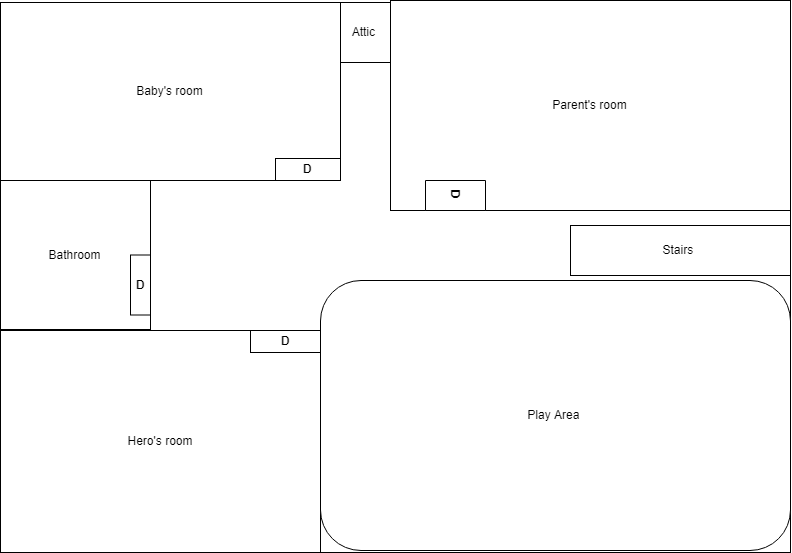 Attic
Baby's room
Parent's room
D
D
Bathroom
Stairs
D
D
Play Area
Hero's room